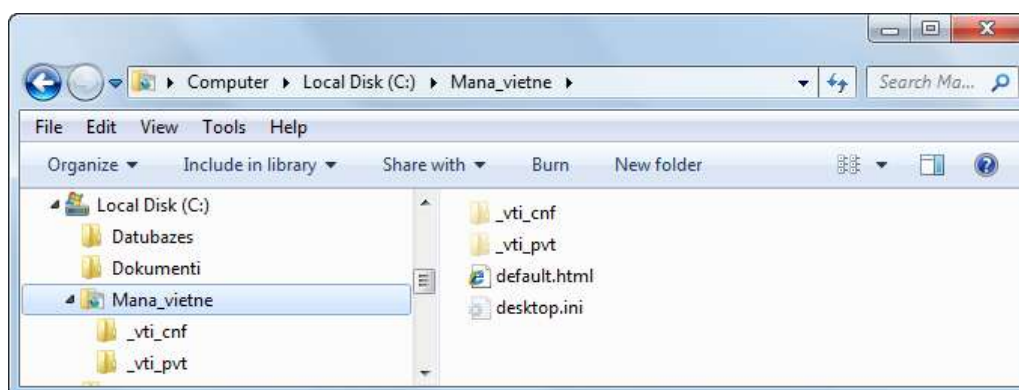 Computer Local Disk (C:) Mana_vietne Search Ma...
File Edit View Tools Help
Organize Include in library Share with Burn New folder
Local Disk (C:)
Datubazes
Dokumenti
Mana_vietne
_vti_cnf
_vti_pvt
_vti_cnf
_vti_pvt
default.html
desktop.ini